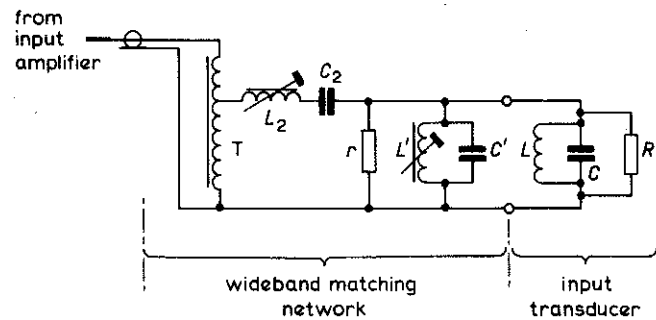 from
input
amplifier
T
L2
C2
r
L'
C'
L
C
R
wideband matching
network
input
transducer